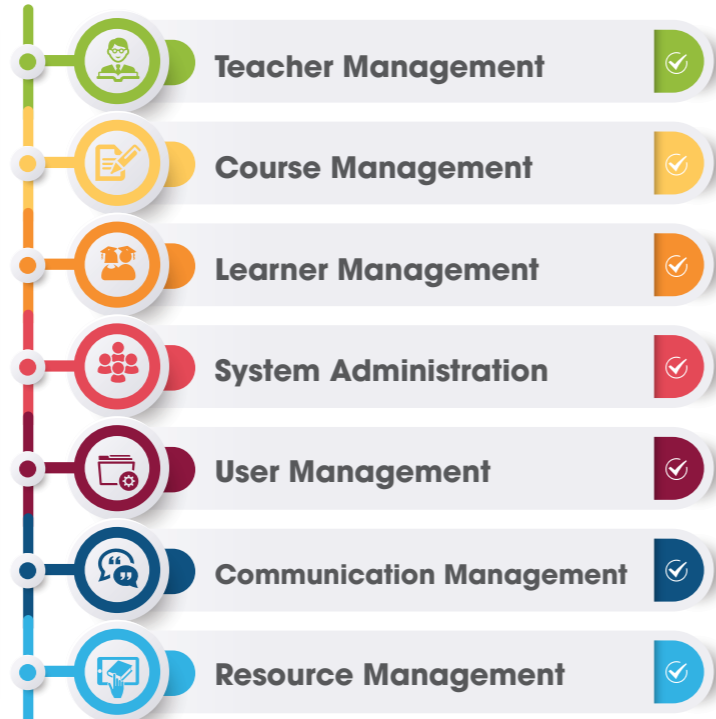 Teacher Management
Course Management
Learner Management
System Administration
User Management
Communication Management
Resource Management